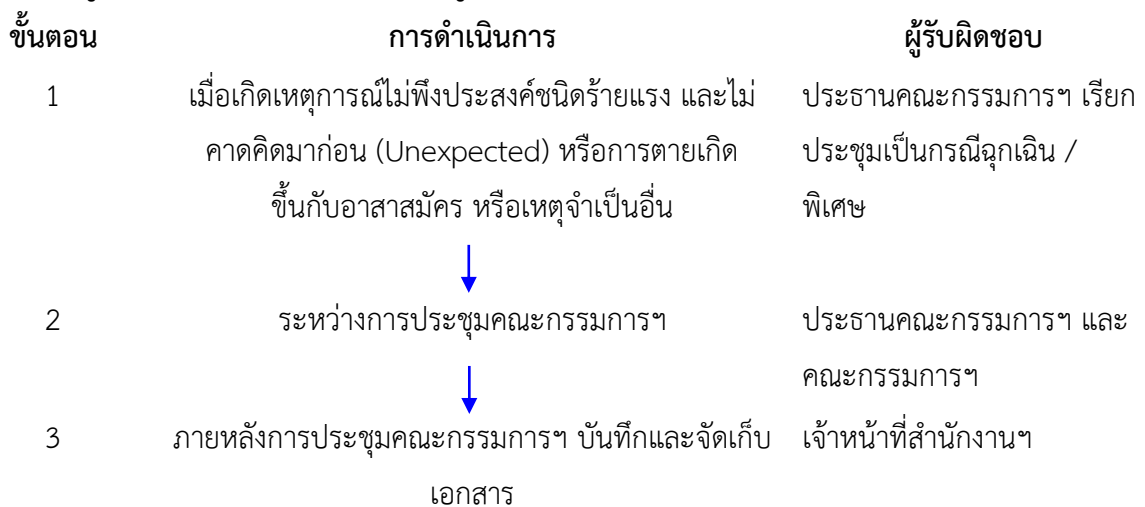 ขั้นตอน การดำเนินการ ผู้รับผิดชอบ
1 เมื่อเกิดเหตุการณ์ไม่พึงประสงค์ชนิดร้ายแรง และไม่ ประธานคณะกรรมการฯ เรียก
คาดคิดมาก่อน (Unexpected) หรือการตายเกิด ประชุมเป็นกรณีฉุกเฉิน /
ขึ้นกับอาสาสมัคร หรือเหตุจำเป็นอื่น พิเศษ
2 ระหว่างการประชุมคณะกรรมการฯ ประธานคณะกรรมการฯ และ
คณะกรรมการฯ
3 ภายหลังการประชุมคณะกรรมการฯ บันทึกและจัดเก็บ เจ้าหน้าที่สำนักงานฯ
เอกสาร